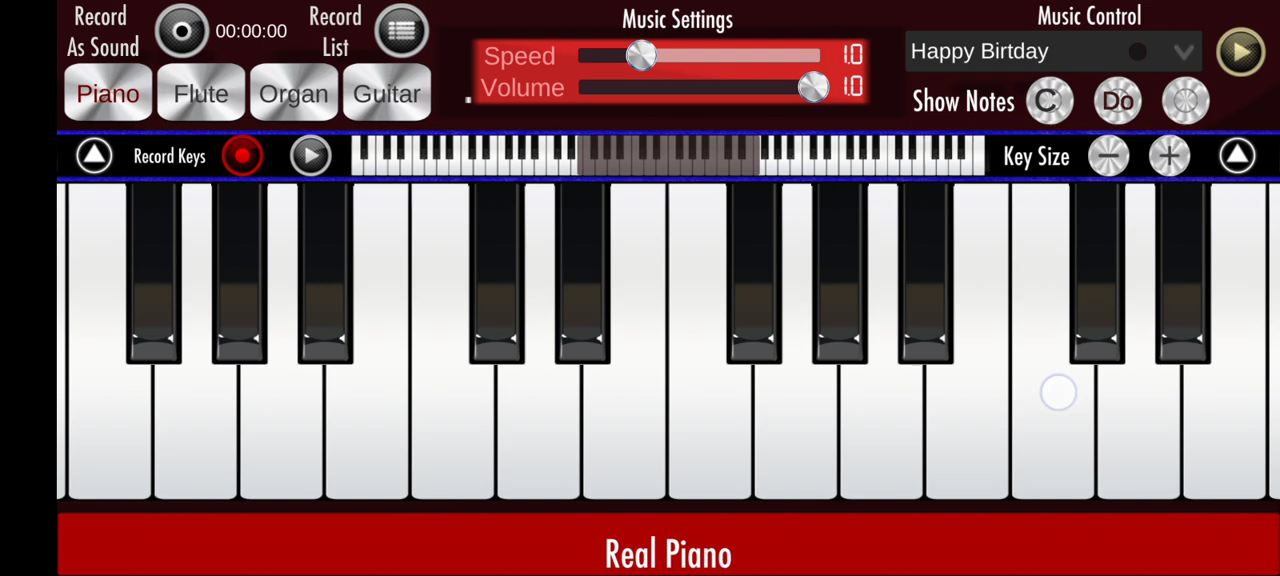 Record
As Sound
00:00:00
Record
List
Music Settings
Speed
1.0
Volume
1.0
Music Control
Happy Birtday
Show Notes
C
Do
Piano
Flute
Organ
Guitar
Record Keys
Key Size
Real Piano